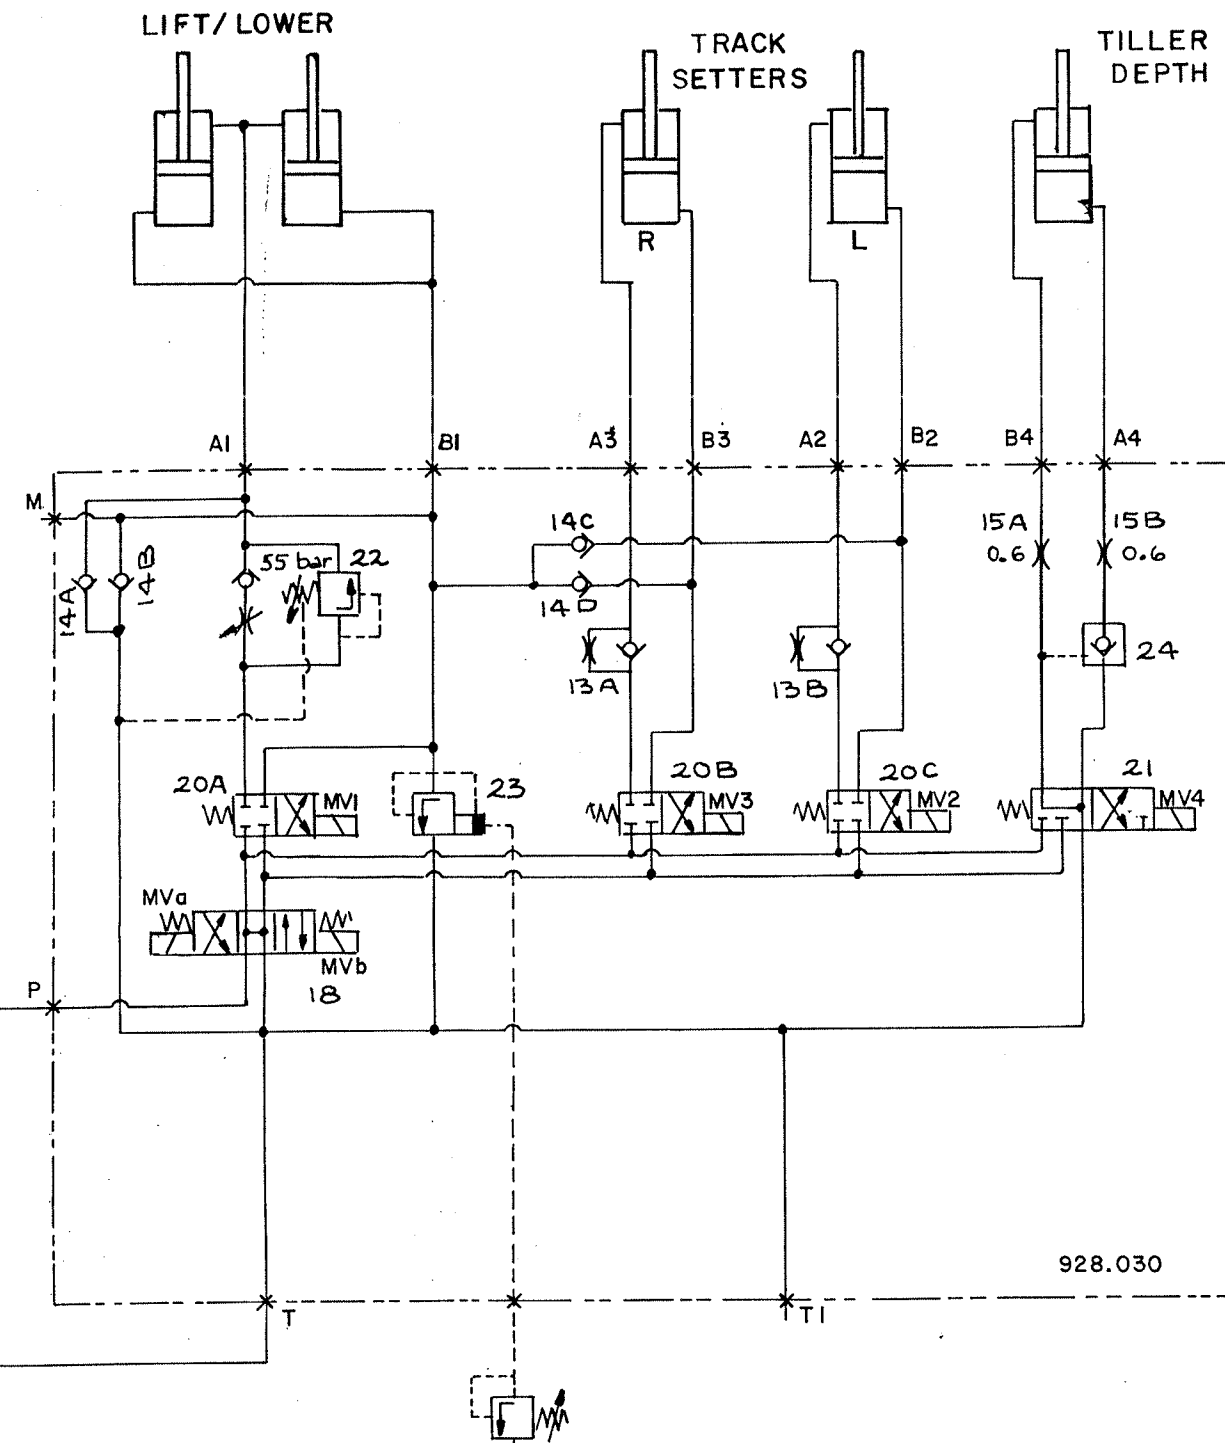 LIFT/LOWER
TRACK
SETTERS
TILLER
DEPTH
R
L
A1
B1
A3
B3
A2
B2
B4
A4
M
14A
14B
55 bar
22
14C
14D
15A
0.6
15B
0.6
13A
13B
24
20A
MV1
23
20B
MV3
20C
MV2
21
MV4
MVa
MVb
18
P
928.030
T
T1